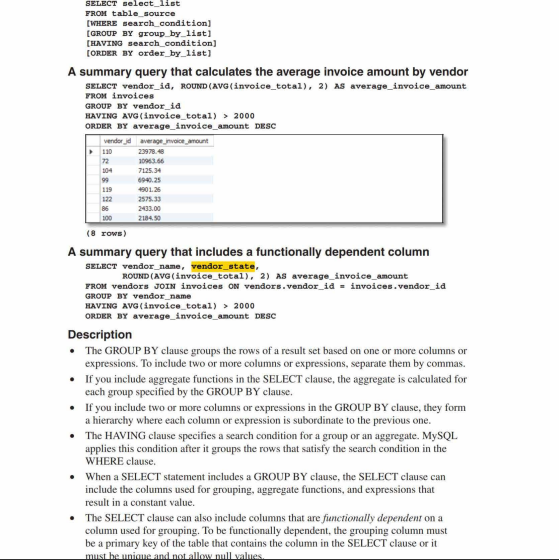 SELECT select_list
FROM table_source
[WHERE search_condition]
[GROUP BY group_by_list]
[HAVING search_condition]
[ORDER BY order_by_list]
A summary query that calculates the average invoice amount by vendor
SELECT vendor_id, ROUND(AVG(invoice_total), 2) AS average_invoice_amount
FROM invoices
GROUP BY vendor_id
HAVING AVG(invoice_total) > 2000
ORDER BY average_invoice_amount DESC
vendor_id average_invoice_amount
110 23978.48
72 10963.66
104 7125.34
99 6940.25
119 4901.26
122 2575.33
86 2433.00
100 2184.50
(8 rows)
A summary query that includes a functionally dependent column
SELECT vendor_name, vendor_state,
ROUND(AVG(invoice_total), 2) AS average_invoice_amount
FROM vendors JOIN invoices ON vendors.vendor_id = invoices.vendor_id
GROUP BY vendor_name
HAVING AVG(invoice_total) > 2000
ORDER BY average_invoice_amount DESC
Description
• The GROUP BY clause groups the rows of a result set based on one or more columns or
expressions. To include two or more columns or expressions, separate them by commas.
• If you include aggregate functions in the SELECT clause, the aggregate is calculated for
each group specified by the GROUP BY clause.
• If you include two or more columns or expressions in the GROUP BY clause, they form
a hierarchy where each column or expression is subordinate to the previous one.
• The HAVING clause specifies a search condition for a group or an aggregate. MySQL
applies this condition after it groups the rows that satisfy the search condition in the
WHERE clause.
• When a SELECT statement includes a GROUP BY clause, the SELECT clause can
include the columns used for grouping, aggregate functions, and expressions that
result in a constant value.
• The SELECT clause can also include columns that are functionally dependent on a
column used for grouping. To be functionally dependent, the grouping column must
be a primary key of the table that contains the column in the SELECT clause or it
must be unique and not allow null values.